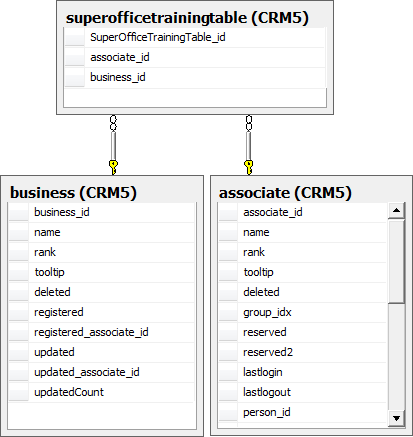 superofficetrainingtable (CRM5)
SuperOfficeTrainingTable_id
associate_id
business_id
business (CRM5)
business_id
name
rank
tooltip
deleted
registered
registered_associate_id
updated
updated_associate_id
updatedCount
associate (CRM5)
associate_id
name
rank
tooltip
deleted
group_idx
reserved
reserved2
lastlogin
lastlogout
person_id